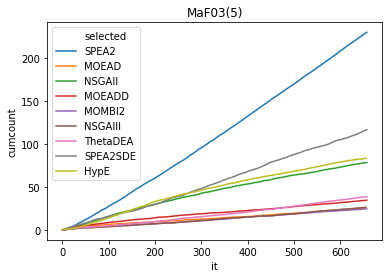 MaF03(5)
selected
SPEA2
MOEAD
NSGAII
MOEADD
MOMBI2
NSGAIII
ThetaDEA
SPEA2SDE
HypE
cumcount
200
150
100
50
0
0 100 200 300 400 500 600
it